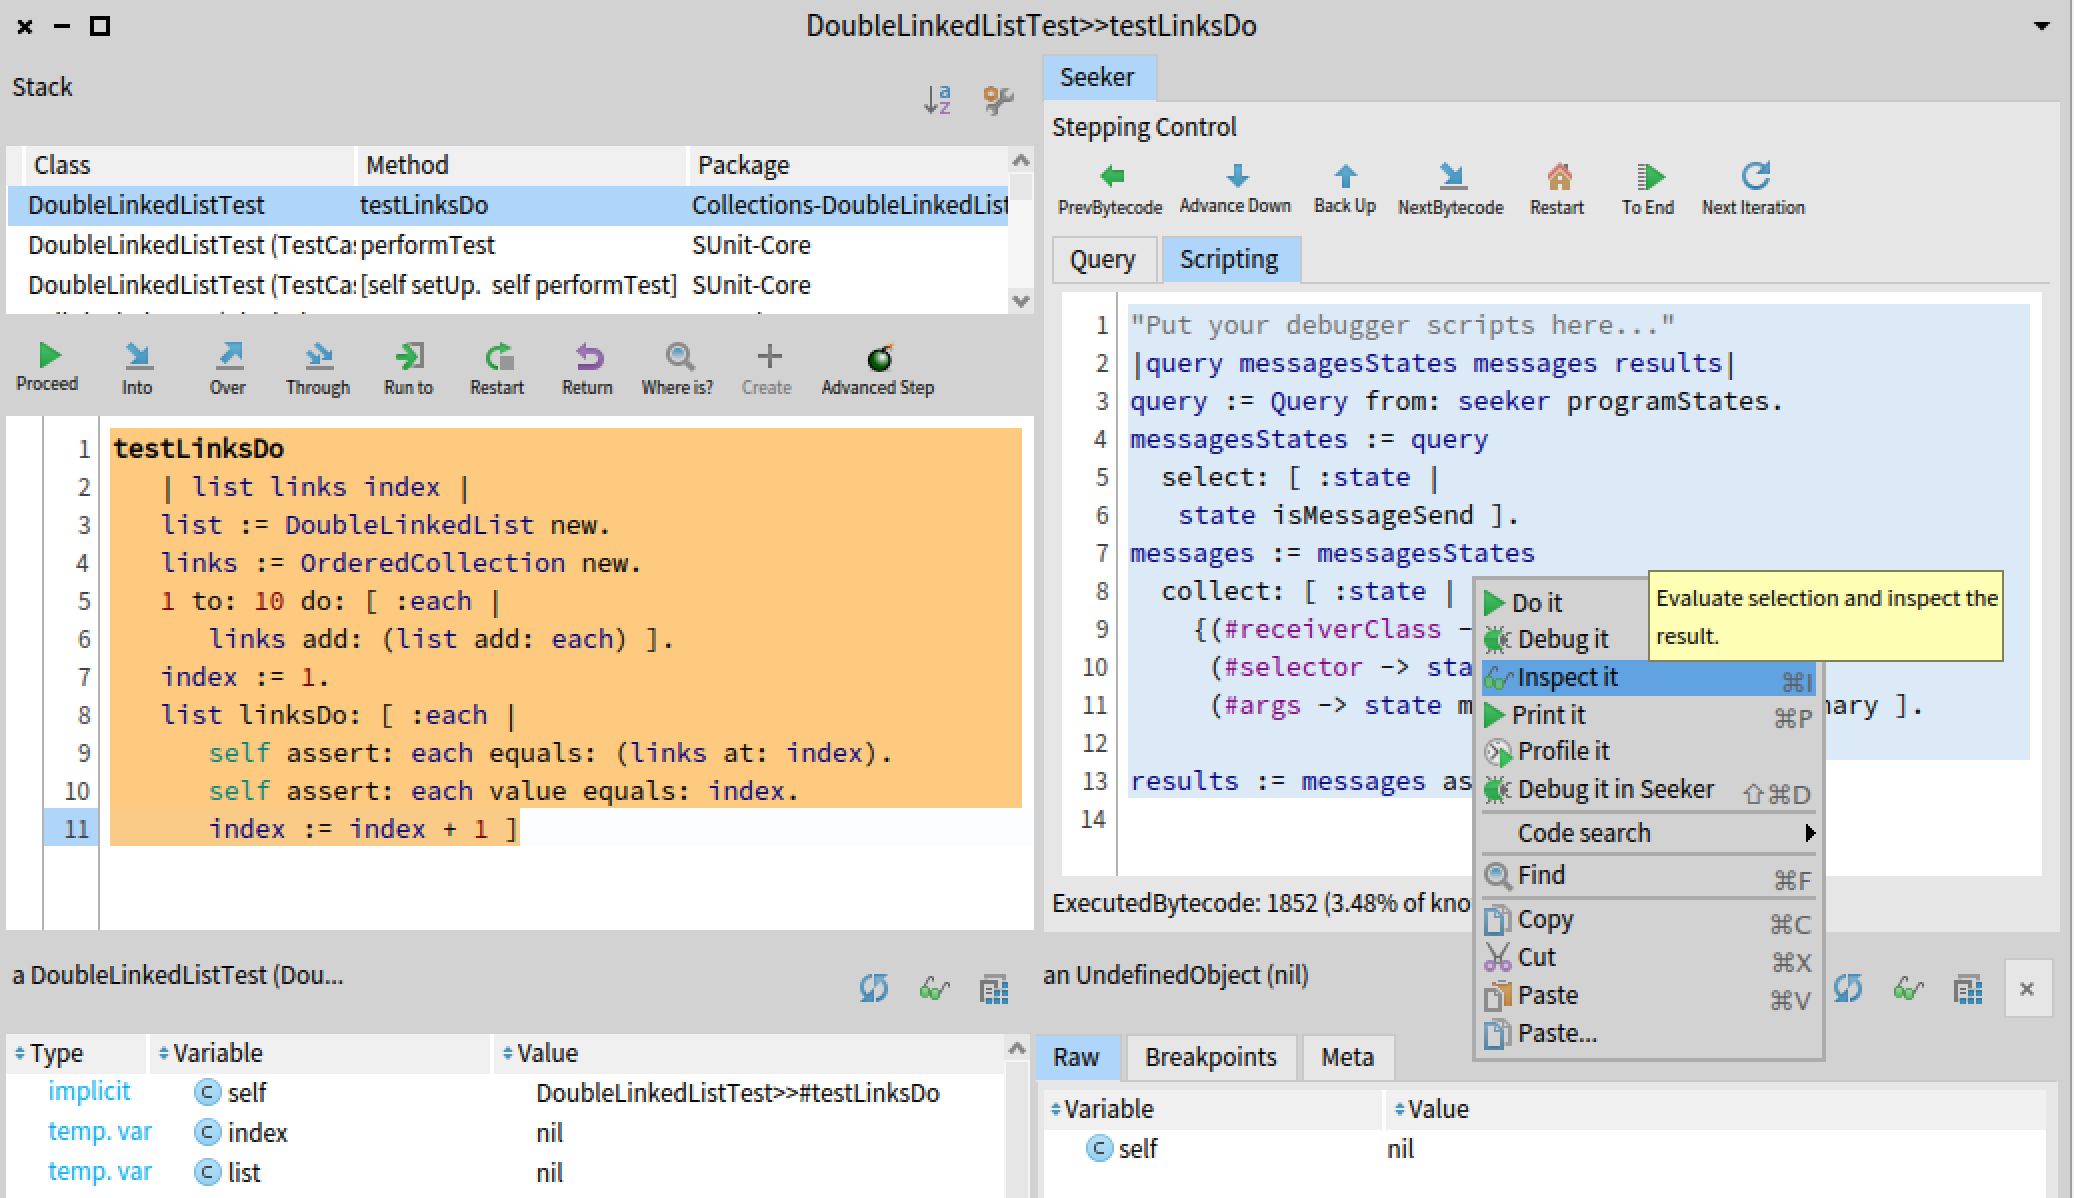 DoubleLinkedListTest>>testLinksDo
Stack
Class Method Package
DoubleLinkedListTest testLinksDo Collections-DoubleLinkedList
DoubleLinkedListTest (TestCas performTest SUnit-Core
DoubleLinkedListTest (TestCas [self setUp. self performTest] SUnit-Core
Proceed Into Over Through Run to Restart Return Where is? Create Advanced Step
1 testLinksDo
2 | list links index |
3 list := DoubleLinkedList new.
4 links := OrderedCollection new.
5 1 to: 10 do: [ :each |
6 links add: (list add: each) ].
7 index := 1.
8 list linksDo: [ :each |
9 self assert: each equals: (links at: index).
10 self assert: each value equals: index.
11 index := index + 1 ]
a DoubleLinkedListTest (Dou...
Type Variable Value
implicit self DoubleLinkedListTest>>#testLinksDo
temp. var index nil
temp. var list nil
Seeker
Stepping Control
PrevBytecode Advance Down Back Up NextBytecode Restart To End Next Iteration
Query Scripting
1 "Put your debugger scripts here..."
2 |query messagesStates messages results|
3 query := Query from: seeker programStates.
4 messagesStates := query
5 select: [ :state |
6 state isMessageSend ].
7 messages := messagesStates
8 collect: [ :state |
9 {(#receiverClass -
10 (#selector -> sta
11 (#args -> state m nary ].
12
13 results := messages as
14
Do it
Debug it
Inspect it ⌘I
Print it ⌘P
Profile it
Debug it in Seeker ⇧⌘D
Code search
Find ⌘F
Copy ⌘C
Cut ⌘X
Paste ⌘V
Paste...
Evaluate selection and inspect the
result.
ExecutedBytecode: 1852 (3.48% of kno
an UndefinedObject (nil)
Raw Breakpoints Meta
Variable Value
self nil